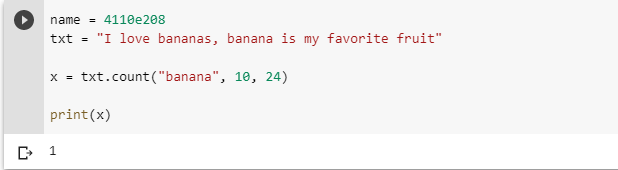 name = 4110e208
txt = "I love bananas, banana is my favorite fruit"
x = txt.count("banana", 10, 24)
print(x)
1